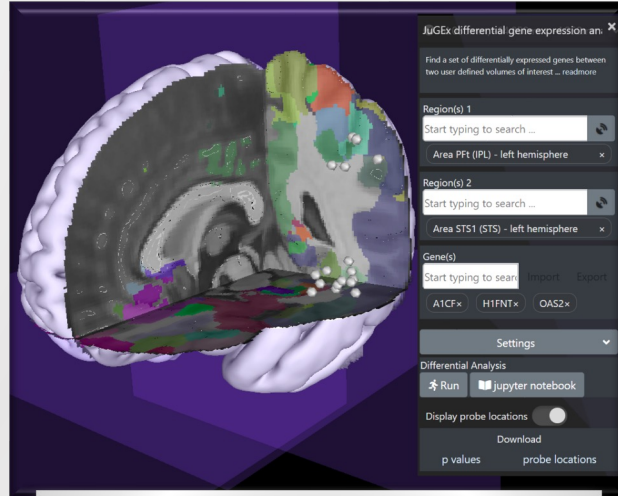 JuGEx differential gene expression ana
Find a set of differentially expressed genes between
two user defined volumes of interest ... readmore
Region(s) 1
Start typing to search ...
Area PFt (IPL) - left hemisphere ×
Region(s) 2
Start typing to search ...
Area STS1 (STS) - left hemisphere ×
Gene(s)
Start typing to sear Import Export
A1CF× H1FNT× OAS2×
Settings
Differential Analysis
Run jupyter notebook
Display probe locations
Download
p values probe locations